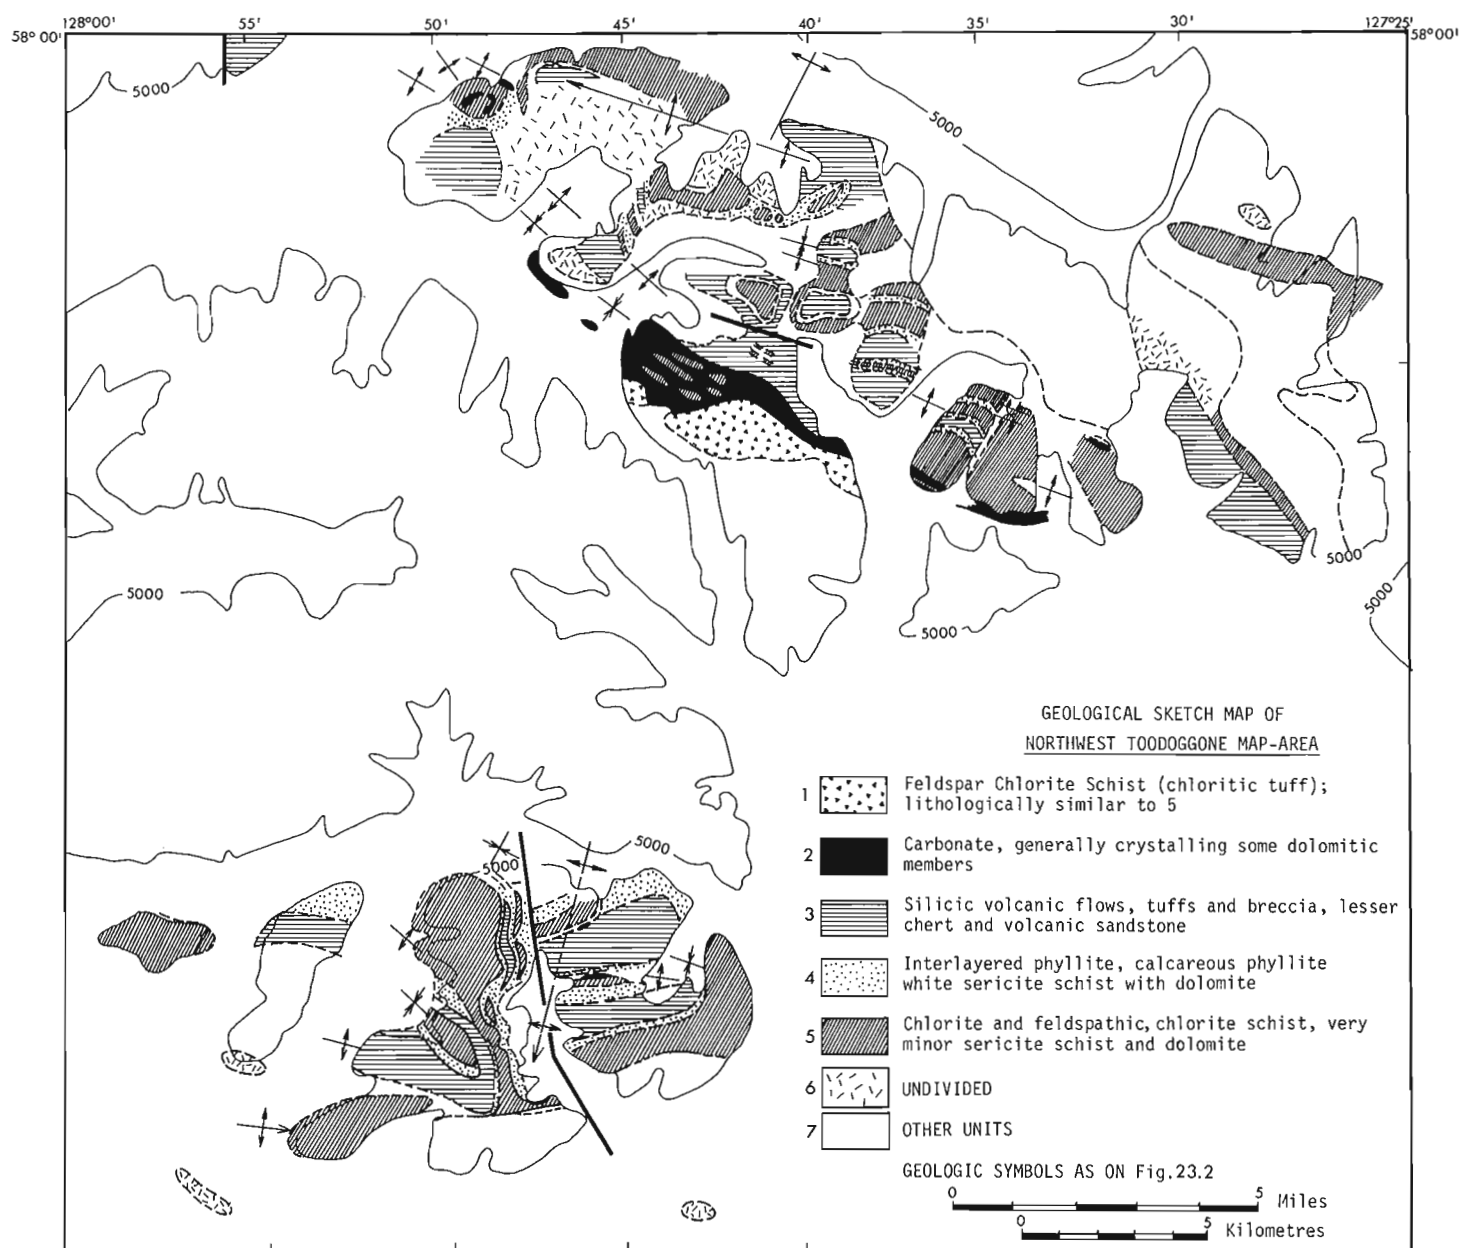 128°00' 55' 50' 45' 40' 35' 30' 127°25'
58° 00' 58°00'
5000
5000
5000
5000
5000
5000
5000
5000
GEOLOGICAL SKETCH MAP OF
NORTHWEST TOODOGGONE MAP-AREA
1 Feldspar Chlorite Schist (chloritic tuff);
lithologically similar to 5
2 Carbonate, generally crystalling some dolomitic
members
3 Silicic volcanic flows, tuffs and breccia, lesser
chert and volcanic sandstone
4 Interlayered phyllite, calcareous phyllite
white sericite schist with dolomite
5 Chlorite and feldspathic, chlorite schist, very
minor sericite schist and dolomite
6 UNDIVIDED
7 OTHER UNITS
GEOLOGIC SYMBOLS AS ON Fig.23.2
0 5 Miles
0 5 Kilometres